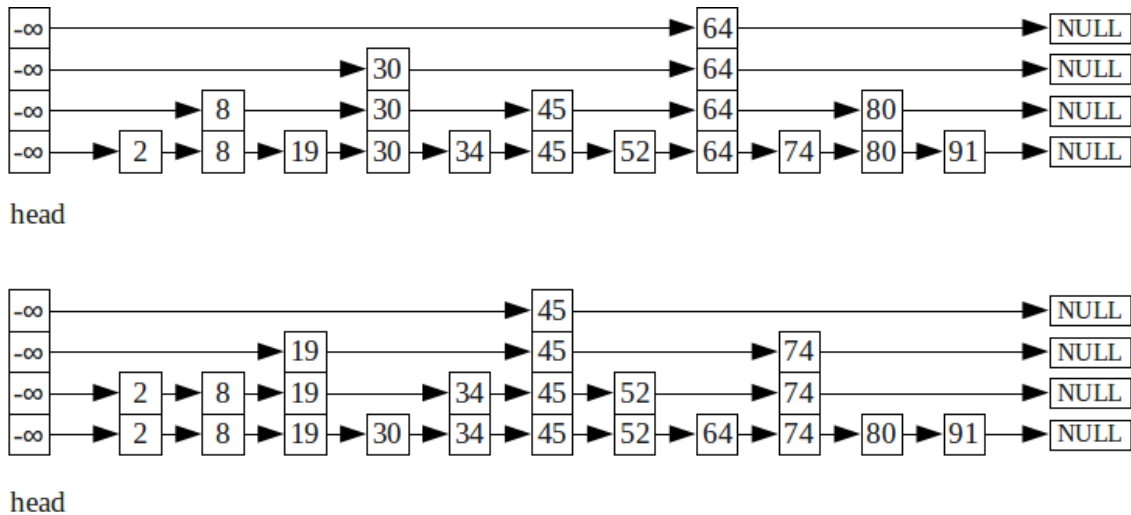 -∞ 64 NULL
-∞ 30 64 NULL
-∞ 8 30 45 64 80 NULL
-∞ 2 8 19 30 34 45 52 64 74 80 91 NULL
head
-∞ 45 NULL
-∞ 19 45 74 NULL
-∞ 2 8 19 34 45 52 74 NULL
-∞ 2 8 19 30 34 45 52 64 74 80 91 NULL
head